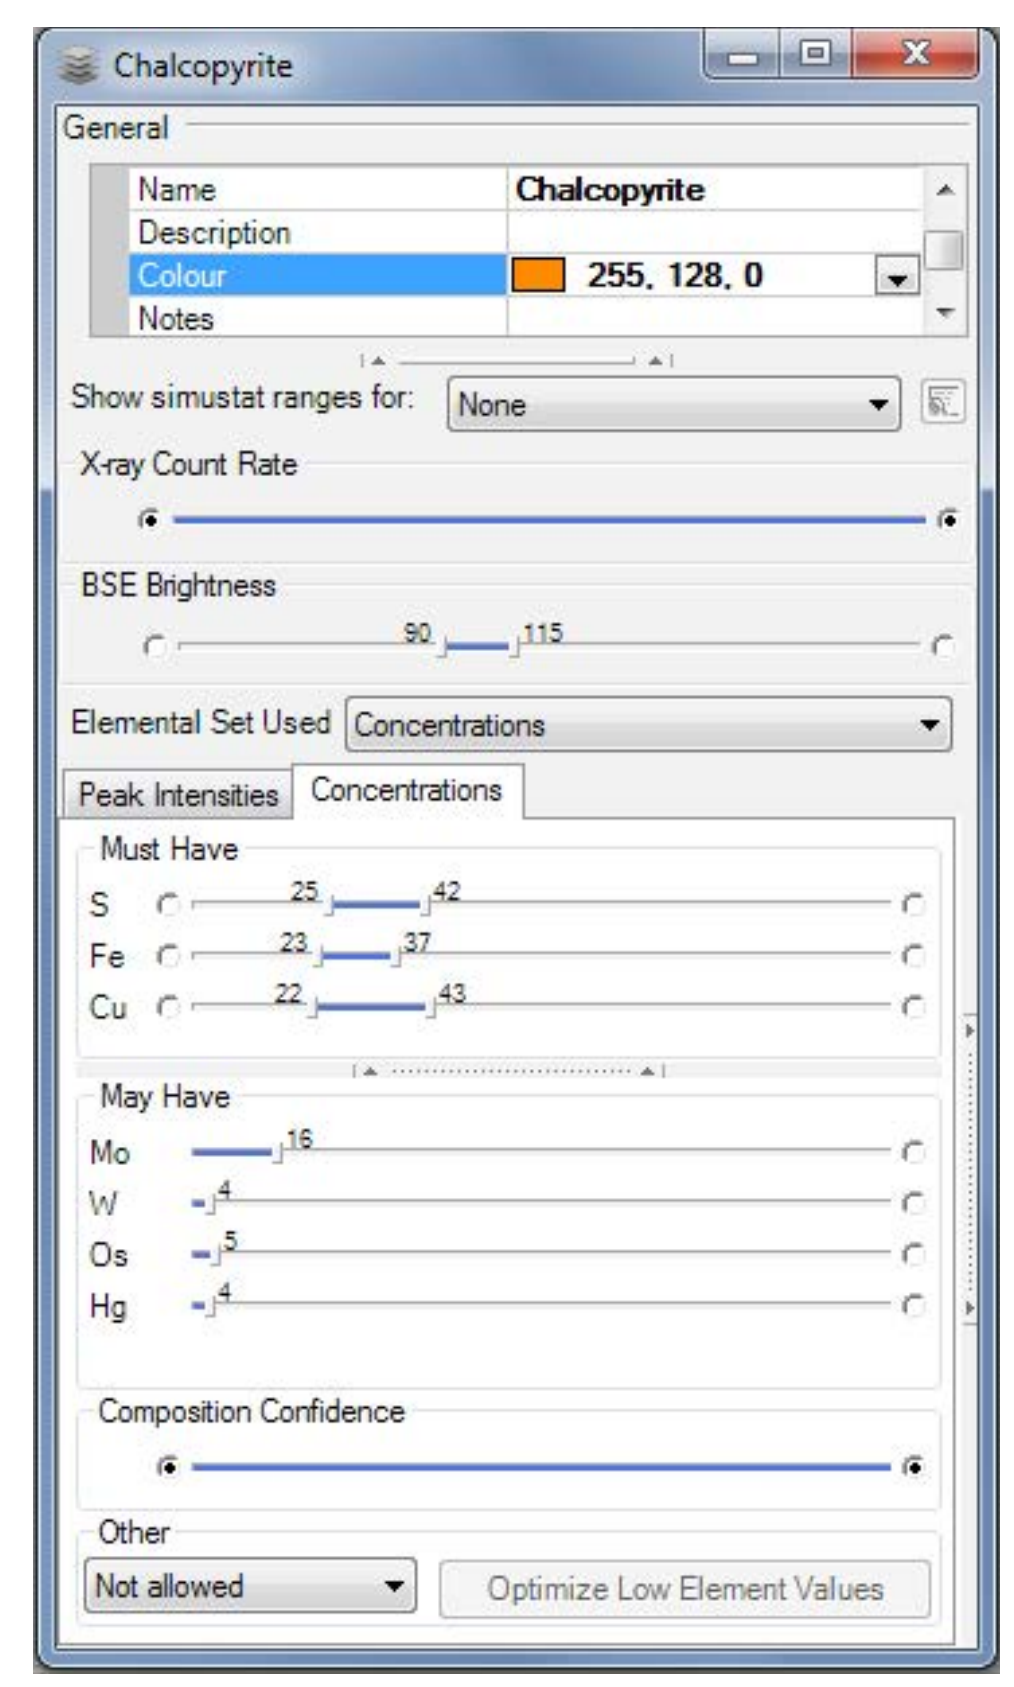 Chalcopyrite
General
Name Chalcopyrite
Description
Colour 255, 128, 0
Notes
Show simustat ranges for: None
X-ray Count Rate
BSE Brightness
90 115
Elemental Set Used Concentrations
Peak Intensities Concentrations
Must Have
S 25 42
Fe 23 37
Cu 22 43
May Have
Mo 16
W 4
Os 5
Hg 4
Composition Confidence
Other
Not allowed Optimize Low Element Values